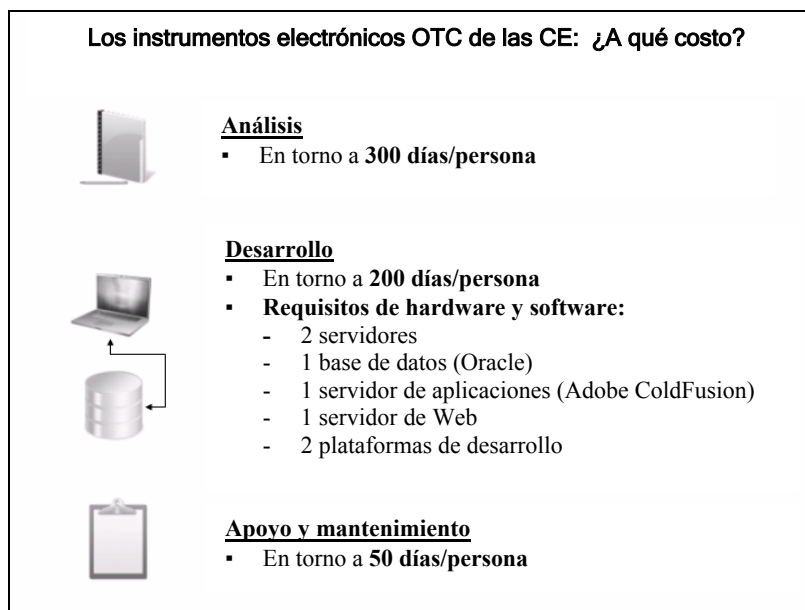 Los instrumentos electrónicos OTC de las CE:  ¿A qué costo?
Análisis
▪ En torno a 300 días/persona
Desarrollo
▪ En torno a 200 días/persona
▪ Requisitos de hardware y software:
- 2 servidores
- 1 base de datos (Oracle)
- 1 servidor de aplicaciones (Adobe ColdFusion)
- 1 servidor de Web
- 2 plataformas de desarrollo
Apoyo y mantenimiento
▪ En torno a 50 días/persona